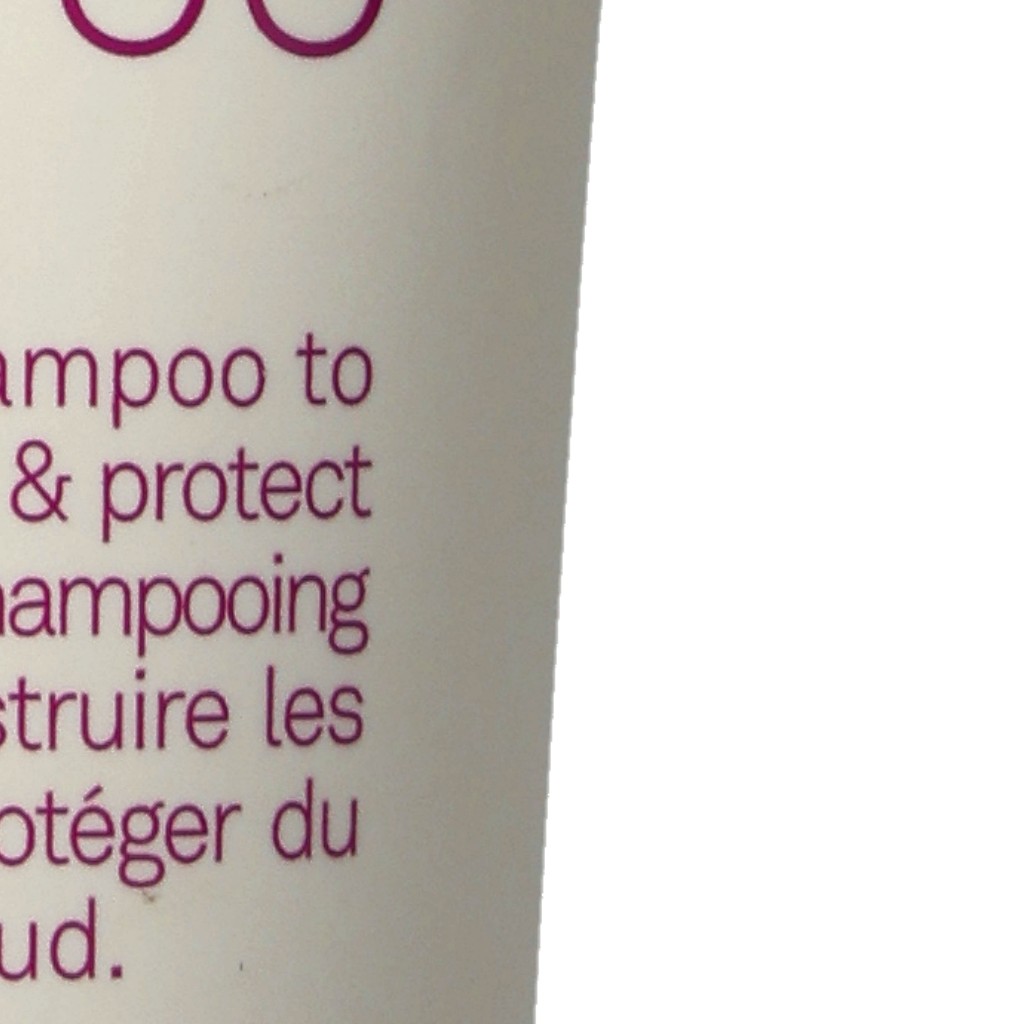 ampoo to
& protect
hampooing
struire les
otéger du
ud.